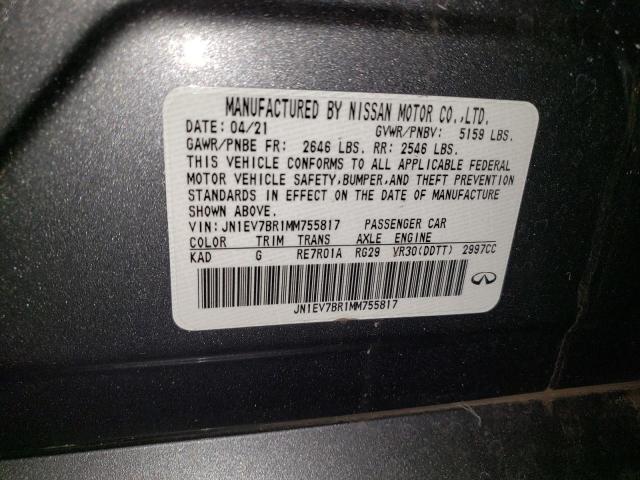 MANUFACTURED BY NISSAN MOTOR CO.,LTD.
DATE: 04/21 GVWR/PNBV: 5159 LBS.
GAWR/PNBE FR: 2646 LBS. RR: 2546 LBS.
THIS VEHICLE CONFORMS TO ALL APPLICABLE FEDERAL
MOTOR VEHICLE SAFETY,BUMPER,AND THEFT PREVENTION
STANDARDS IN EFFECT ON THE DATE OF MANUFACTURE
SHOWN ABOVE.
VIN: JN1EV7BR1MM755817 PASSENGER CAR
COLOR TRIM TRANS AXLE ENGINE
KAD G RE7R01A RG29 VR30(DDTT) 2997CC
JN1EV7BR1MM755817